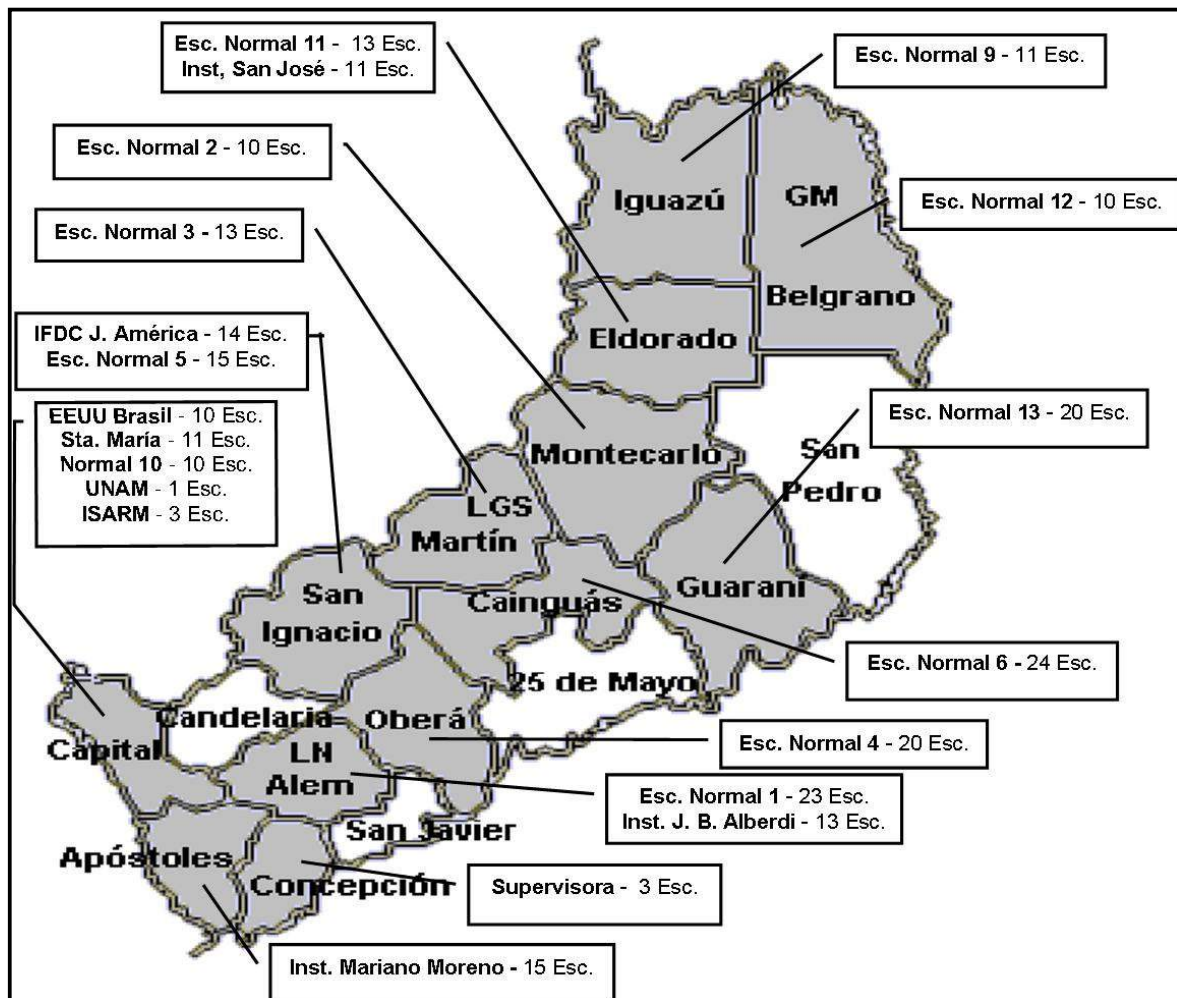 Esc. Normal 11 - 13 Esc.
Inst, San José - 11 Esc.
Esc. Normal 9 - 11 Esc.
Esc. Normal 2 - 10 Esc.
Iguazú
GM
Belgrano
Esc. Normal 12 - 10 Esc.
Esc. Normal 3 - 13 Esc.
Eldorado
IFDC J. América - 14 Esc.
Esc. Normal 5 - 15 Esc.
EEUU Brasil - 10 Esc.
Sta. María - 11 Esc.
Normal 10 - 10 Esc.
UNAM - 1 Esc.
ISARM - 3 Esc.
Esc. Normal 13 - 20 Esc.
Montecarlo
San
Pedro
LGS
Martín
Guaraní
San
Ignacio
Cainguás
Esc. Normal 6 - 24 Esc.
25 de Mayo
Candelaria
Oberá
Capital
LN
Alem
Esc. Normal 4 - 20 Esc.
Esc. Normal 1 - 23 Esc.
Inst. J. B. Alberdi - 13 Esc.
San Javier
Apóstoles
Concepción
Supervisora - 3 Esc.
Inst. Mariano Moreno - 15 Esc.